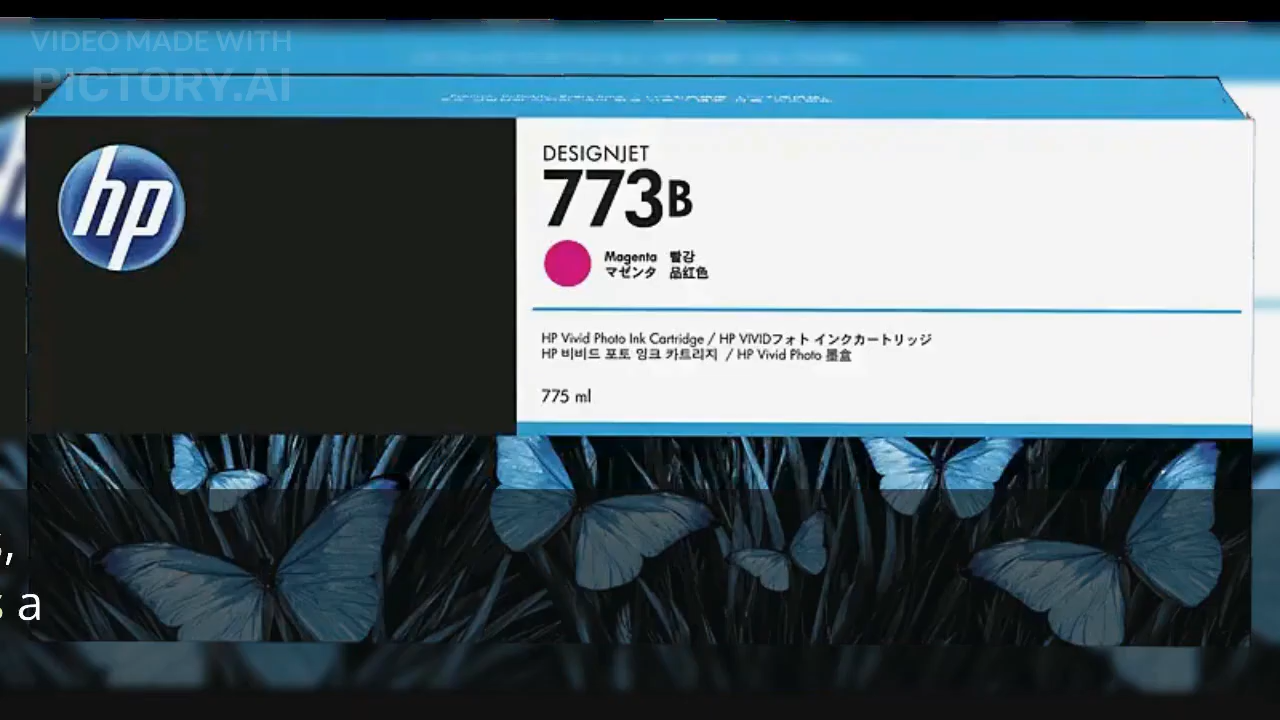 VIDEO MADE WITH
PICTORY.AI
hp
DESIGNJET
773B
Magenta 빨강
マゼンタ 品红色
HP Vivid Photo Ink Cartridge / HP VIVIDフォト インクカートリッジ
HP 비비드 포토 잉크 카트리지 / HP Vivid Photo 墨盒
775 ml
a